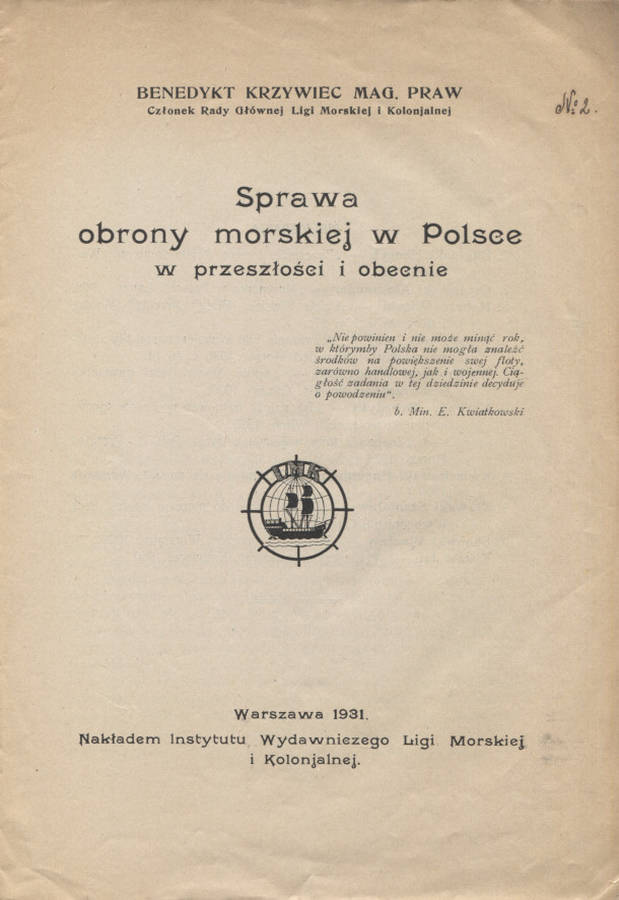 BENEDYKT KRZYWIEC MAG. PRAW
Członek Rady Głównej Ligi Morskiej i Kolonjalnej
№ 2.
Sprawa
obrony morskiej w Polsce
w przeszłości i obecnie
„Nie powinien i nie może minąć rok,
w którymby Polska nie mogła znaleźć
środków na powiększenie swej floty,
zarówno handlowej, jak i wojennej. Cią-
głość zadania w tej dziedzinie decyduje
o powodzeniu“.
b. Min. E. Kwiatkowski
LMK
Warszawa 1931.
Nakładem Instytutu Wydawniczego Ligi Morskiej
i Kolonjalnej.